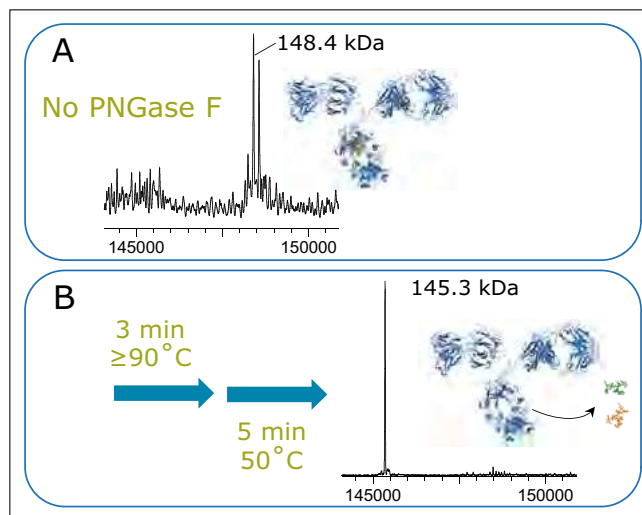 A
148.4 kDa
No PNGase F
145000 150000
B
145.3 kDa
3 min
≥90˚C
5 min
50˚C
145000 150000